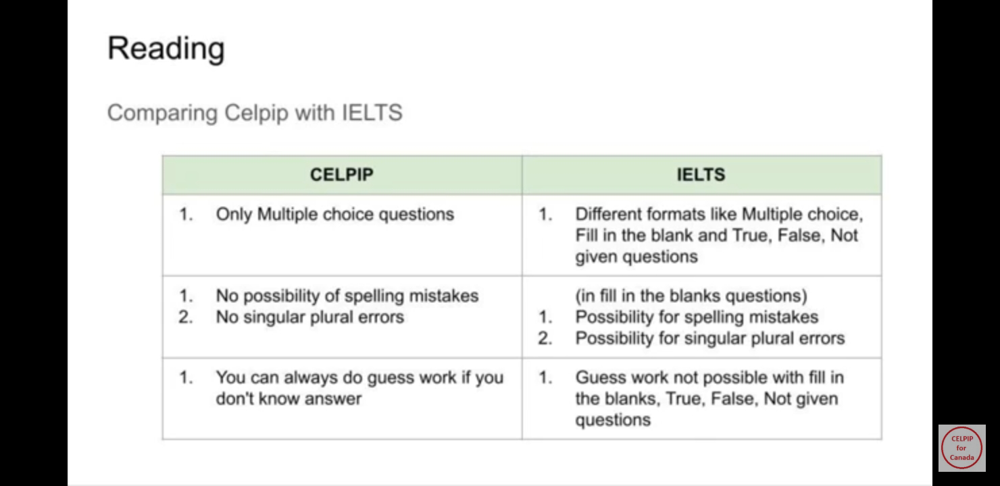 Reading
Comparing Celpip with IELTS
CELPIP
IELTS
1. Only Multiple choice questions
1. Different formats like Multiple choice,
Fill in the blank and True, False, Not
given questions
1. No possibility of spelling mistakes
2. No singular plural errors
(in fill in the blanks questions)
1. Possibility for spelling mistakes
2. Possibility for singular plural errors
1. You can always do guess work if you
don't know answer
1. Guess work not possible with fill in
the blanks, True, False, Not given
questions
CELPIP
for
Canada